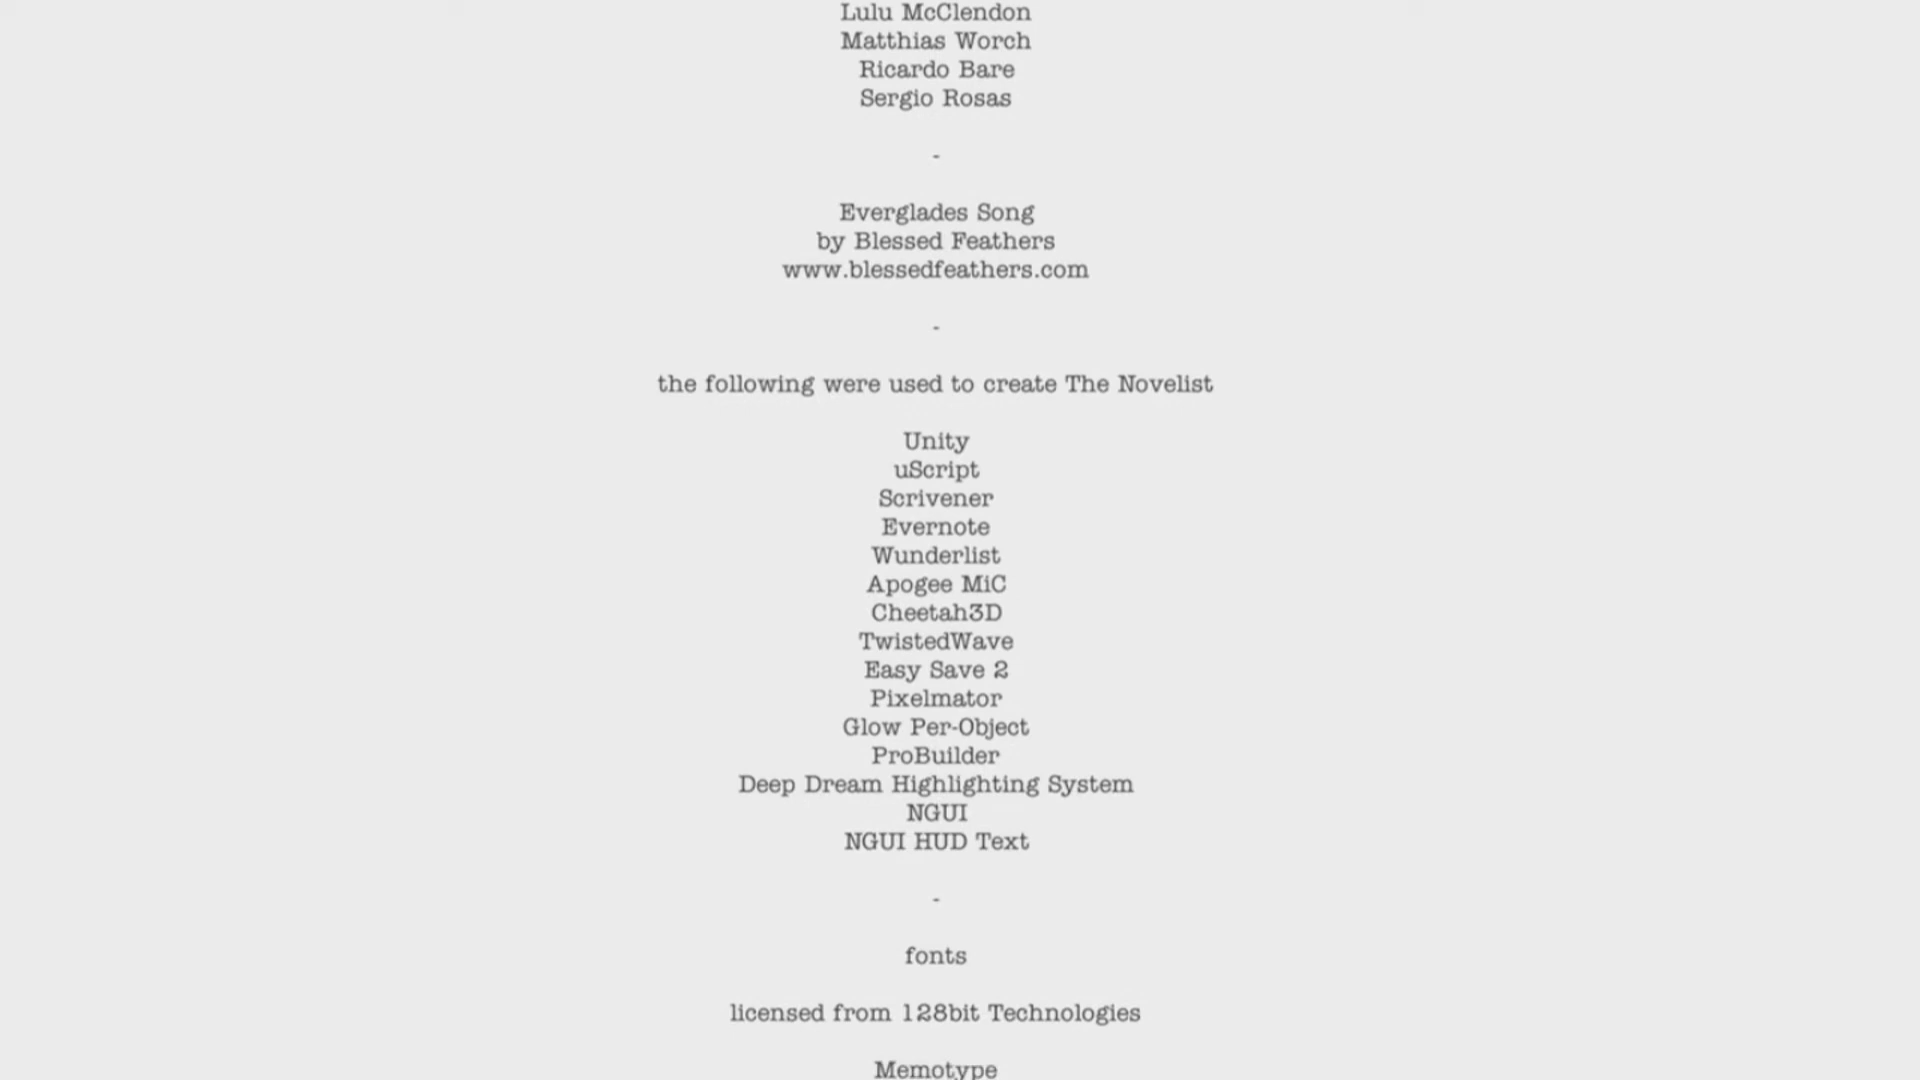 Lulu McClendon
Matthias Worch
Ricardo Bare
Sergio Rosas
-
Everglades Song
by Blessed Feathers
www.blessedfeathers.com
-
the following were used to create The Novelist
Unity
uScript
Scrivener
Evernote
Wunderlist
Apogee MiC
Cheetah3D
TwistedWave
Easy Save 2
Pixelmator
Glow Per-Object
ProBuilder
Deep Dream Highlighting System
NGUI
NGUI HUD Text
-
fonts
licensed from 128bit Technologies
Memotype